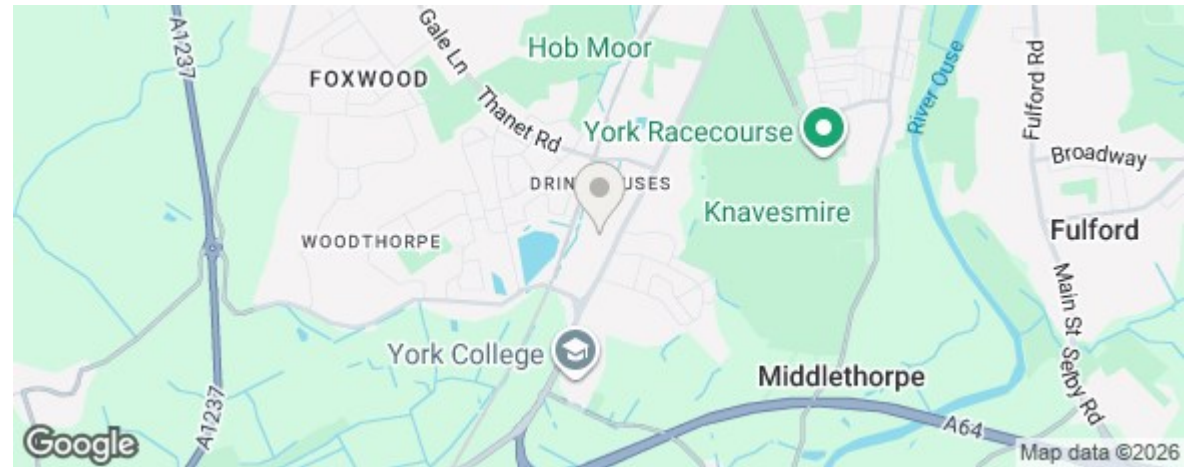 A1237
Gale Ln
Hob Moor
FOXWOOD
Thanet Rd
York Racecourse
River Ouse
Fulford Rd
Broadway
Knavesmire
WOODTHORPE
Fulford
Main St
Selby Rd
York College
Middlethorpe
A1237
A64
Google
Map data ©2026